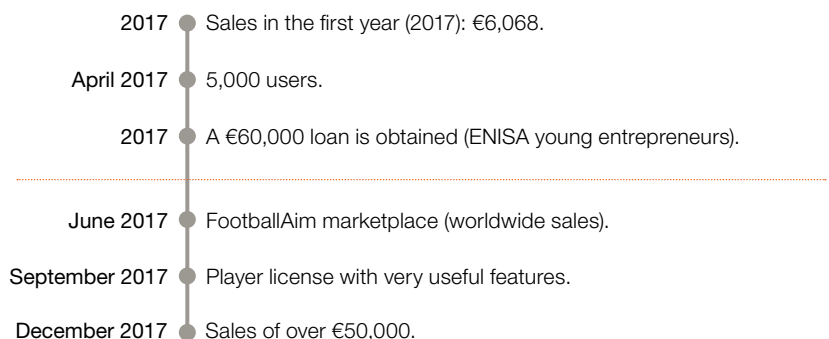 2017 Sales in the first year (2017): €6,068.
April 2017 5,000 users.
2017 A €60,000 loan is obtained (ENISA young entrepreneurs).
June 2017 FootballAim marketplace (worldwide sales).
September 2017 Player license with very useful features.
December 2017 Sales of over €50,000.